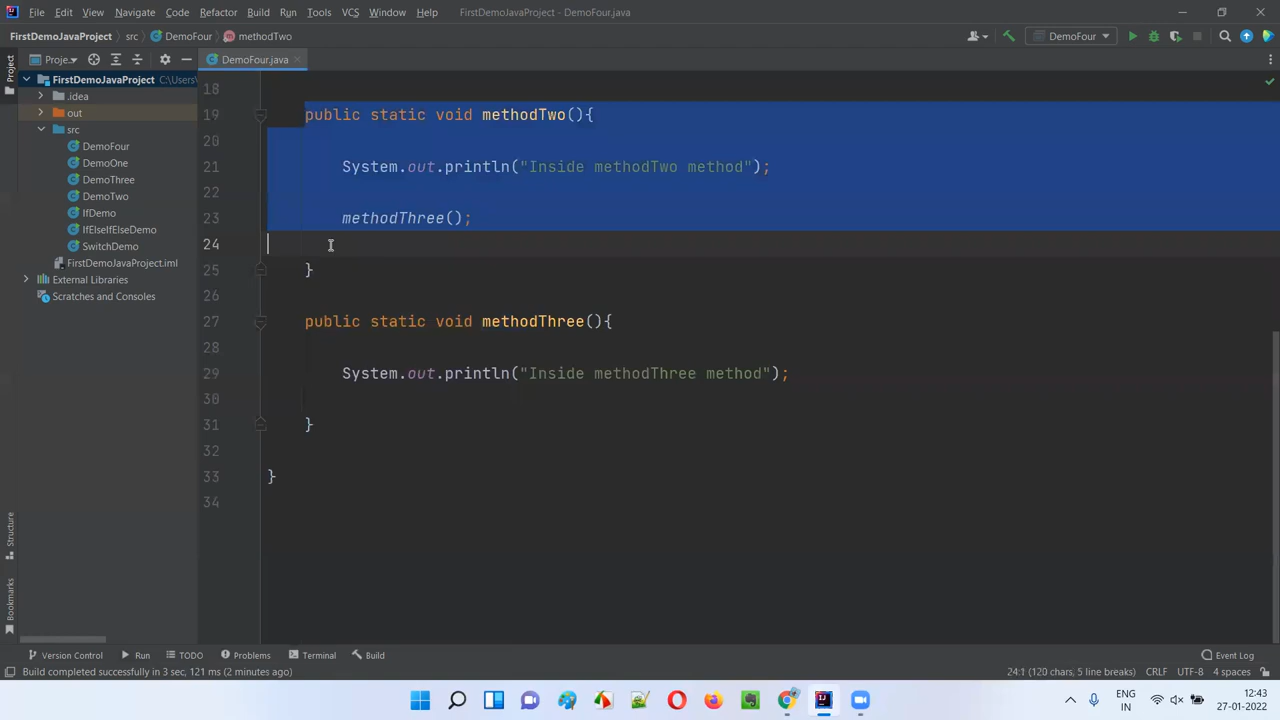 File Edit View Navigate Code Refactor Build Run Tools VCS Window Help FirstDemoJavaProject - DemoFour.java
FirstDemoJavaProject src DemoFour methodTwo DemoFour
Project
Proje... DemoFour.java
FirstDemoJavaProject C:\Users\
.idea
out
src
DemoFour
DemoOne
DemoThree
DemoTwo
IfDemo
IfElseIfElseDemo
SwitchDemo
FirstDemoJavaProject.iml
External Libraries
Scratches and Consoles
18
19 public static void methodTwo(){
20
21 System.out.println("Inside methodTwo method");
22
23 methodThree();
24
25 }
26
27 public static void methodThree(){
28
29 System.out.println("Inside methodThree method");
30
31 }
32
33 }
34
Structure
Bookmarks
Version Control Run TODO Problems Terminal Build Event Log
Build completed successfully in 3 sec, 121 ms (2 minutes ago) 24:1 (120 chars, 5 line breaks) CRLF UTF-8 4 spaces
ENG
IN
12:43
27-01-2022